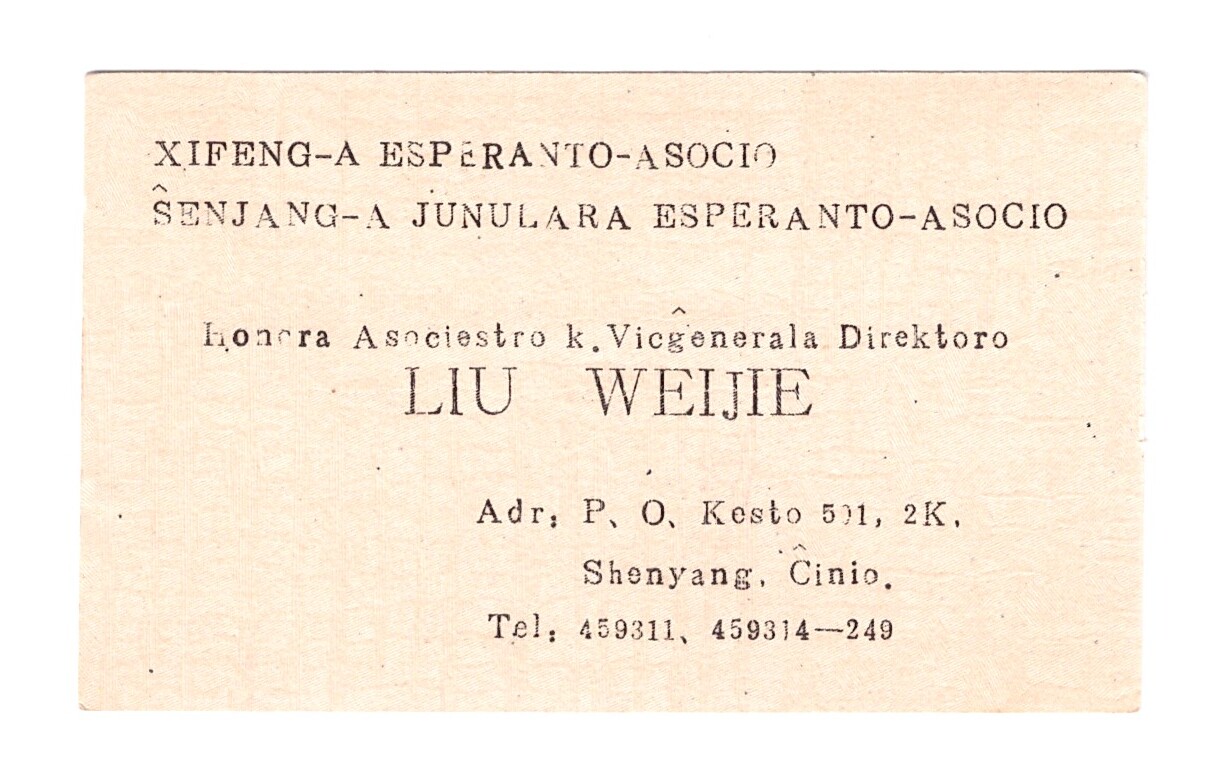 XIFENG-A ESPERANTO-ASOCIO
ŜENJANG-A JUNULARA ESPERANTO-ASOCIO
Honora Asociestro k. Vicĝenerala Direktoro
LIU WEIJIE
Adr: P、O、Kesto 501, 2K,
Shenyang, Ĉinio.
Tel: 459311、459314—249